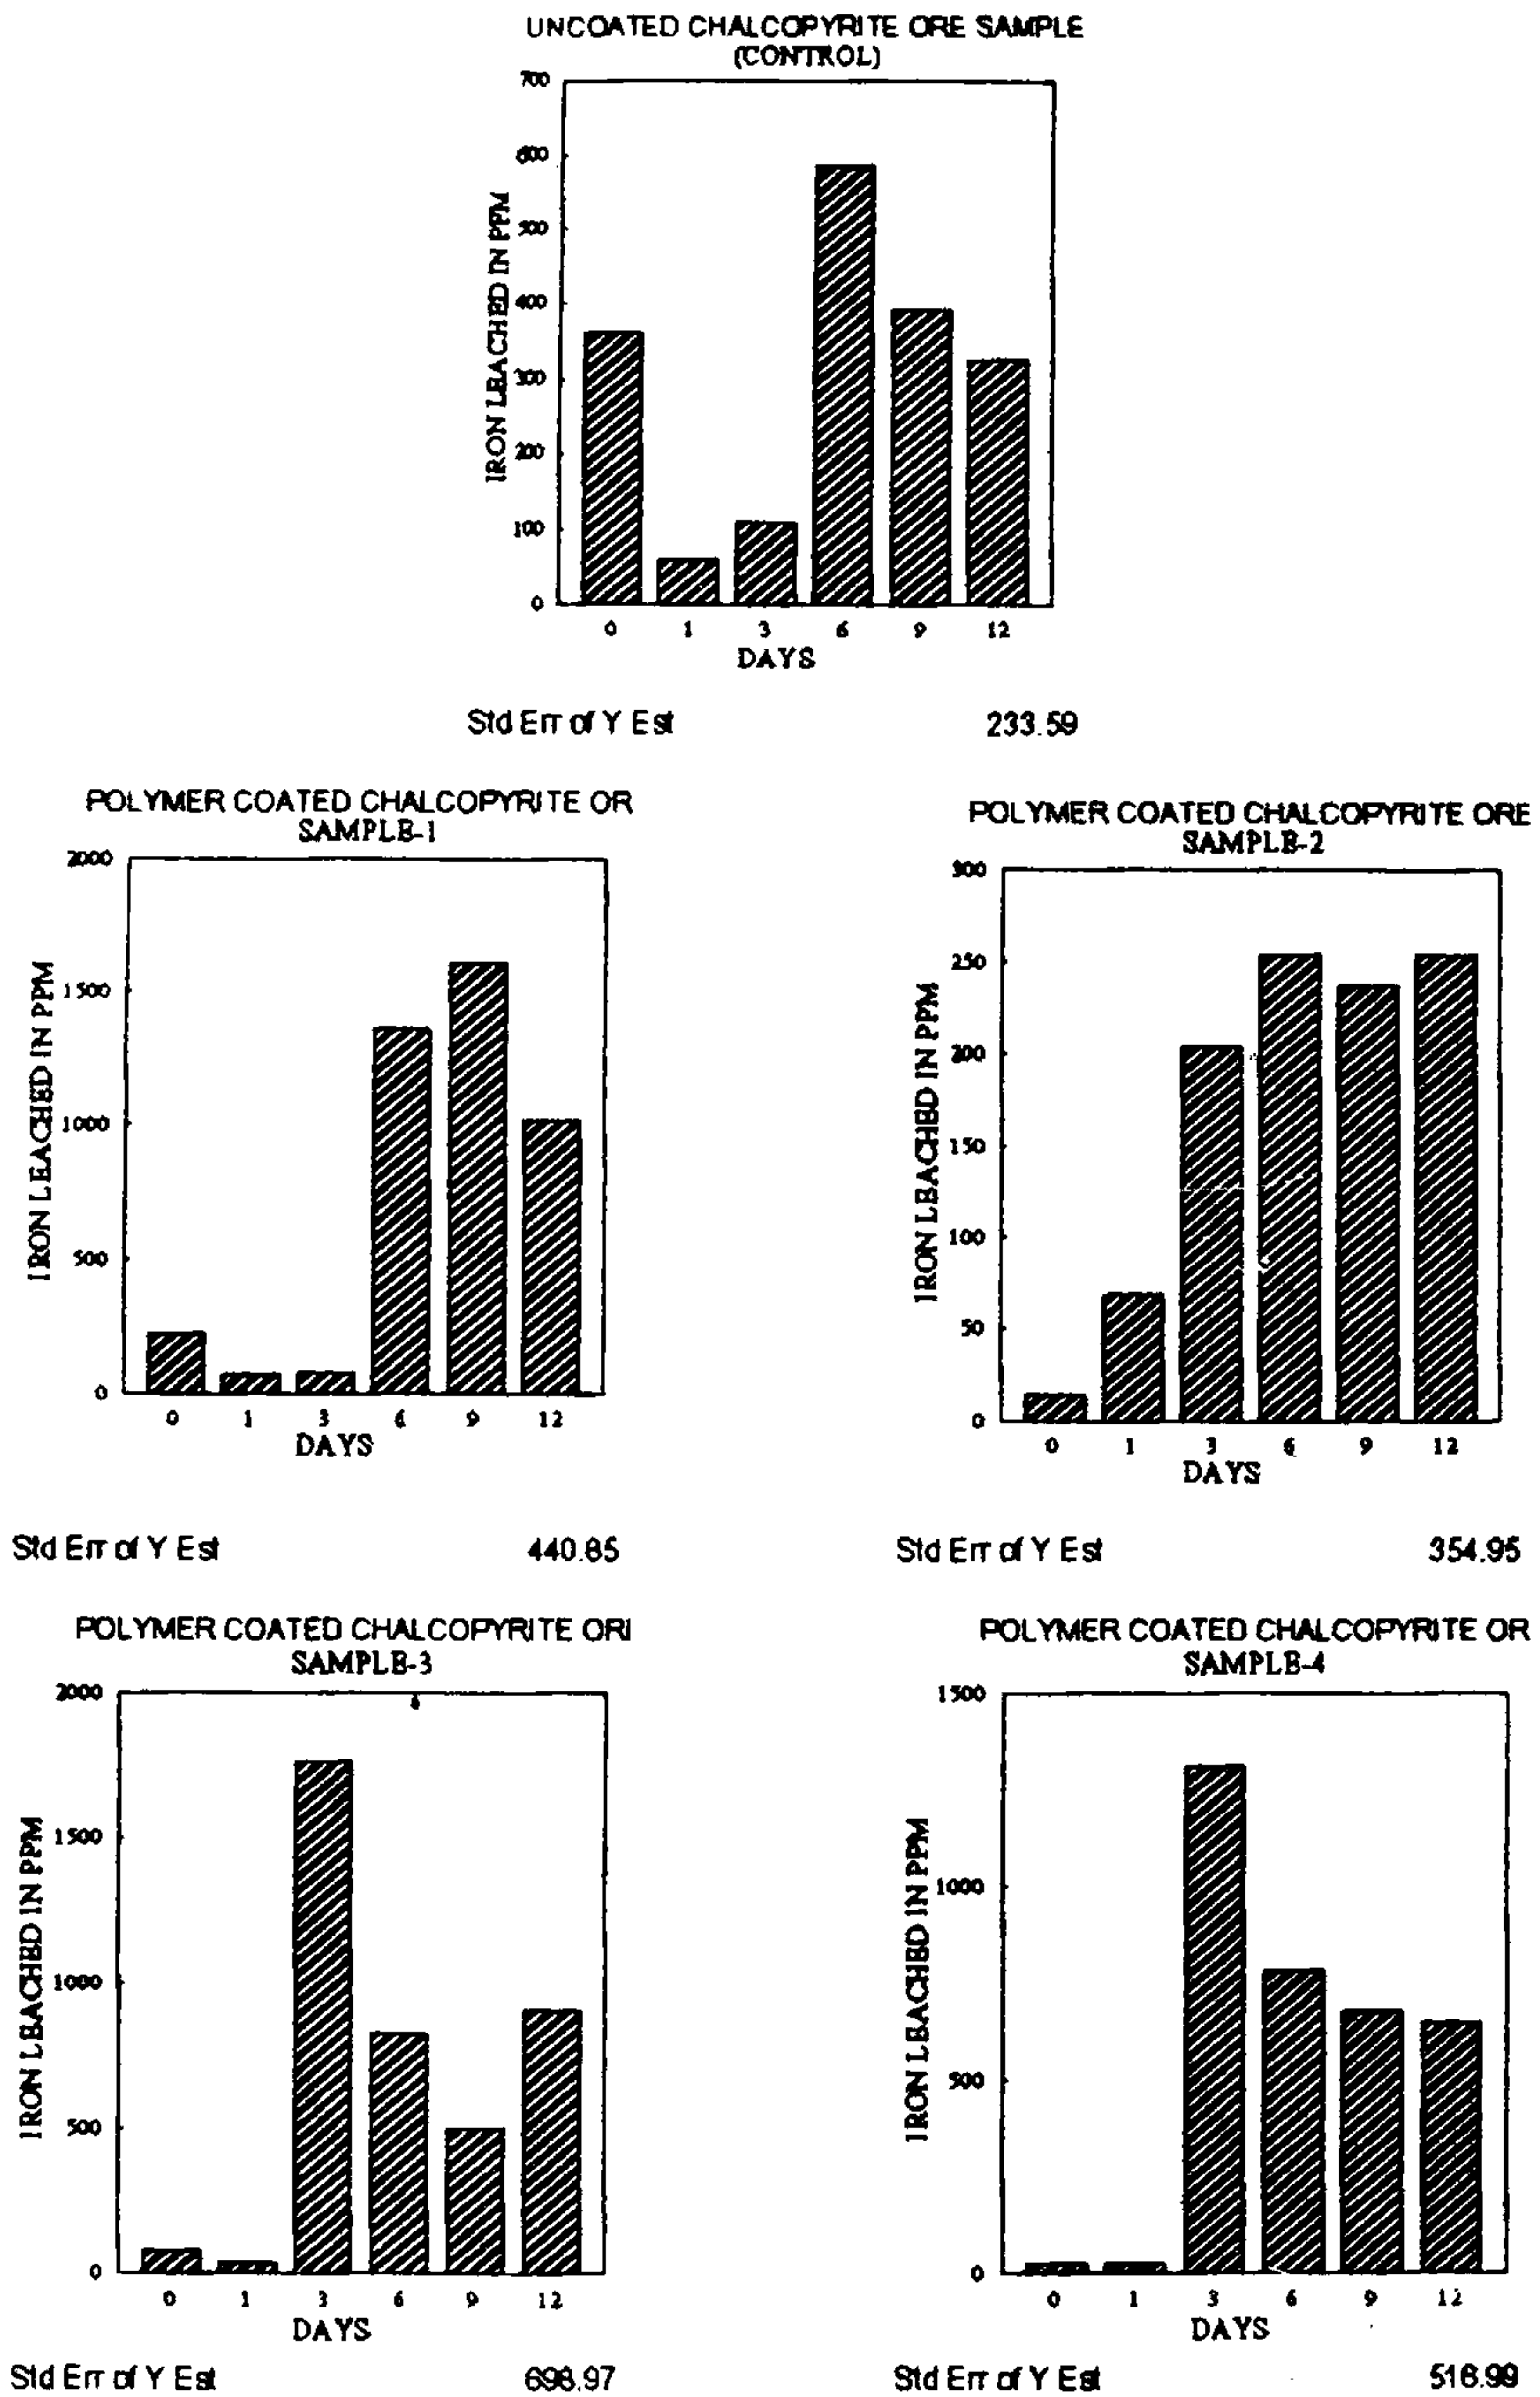 UNCOATED CHALCOPYRITE ORE SAMPLE
(CONTROL)
700
600
500
400
300
200
100
0
IRON LEACHED IN PPM
0 1 3 6 9 12
DAYS
Std Err of Y Est 233.59
POLYMER COATED CHALCOPYRITE OR
SAMPLE-1
2000
1500
1000
500
0
IRON LEACHED IN PPM
0 1 3 6 9 12
DAYS
Std Err of Y Est 440.85
POLYMER COATED CHALCOPYRITE ORE
SAMPLE-2
300
250
200
150
100
50
0
IRON LEACHED IN PPM
0 1 3 6 9 12
DAYS
Std Err of Y Est 354.95
POLYMER COATED CHALCOPYRITE ORI
SAMPLE-3
2000
1500
1000
500
0
IRON LEACHED IN PPM
0 1 3 6 9 12
DAYS
Std Err of Y Est 698.97
POLYMER COATED CHALCOPYRITE OR
SAMPLE-4
1500
1000
500
0
IRON LEACHED IN PPM
0 1 3 6 9 12
DAYS
Std Err of Y Est 516.99